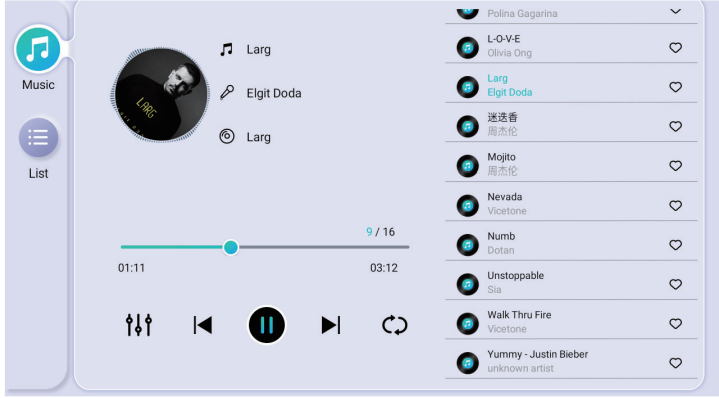 Music
List
Larg
Elgit Doda
Larg
LARG
9 / 16
01:11
03:12
Polina Gagarina
L-O-V-E
Olivia Ong
Larg
Elgit Doda
迷迭香
周杰伦
Mojito
周杰伦
Nevada
Vicetone
Numb
Dotan
Unstoppable
Sia
Walk Thru Fire
Vicetone
Yummy - Justin Bieber
unknown artist